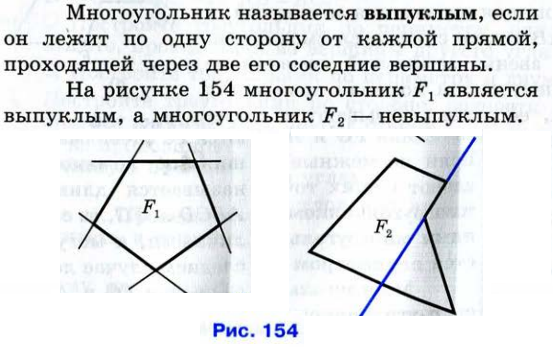 Многоугольник называется выпуклым, если
он лежит по одну сторону от каждой прямой,
проходящей через две его соседние вершины.
На рисунке 154 многоугольник F₁ является
выпуклым, а многоугольник F₂ — невыпуклым.
F₁
F₂
Рис. 154